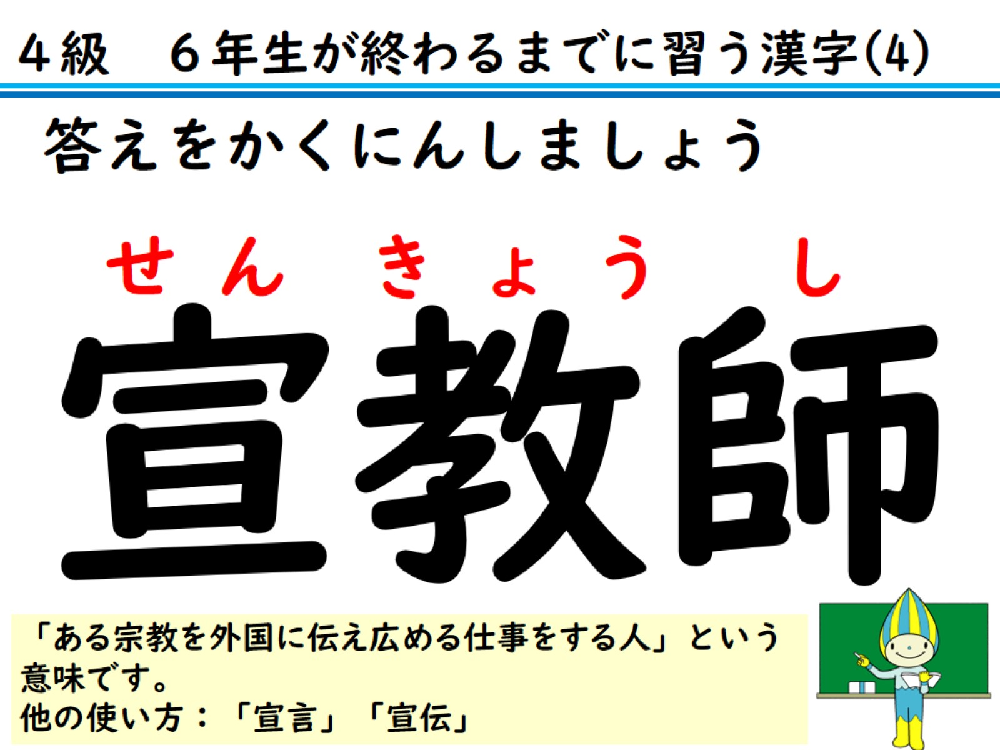 ４級　６年生が終わるまでに習う漢字(4)
答えをかくにんしましょう
せんきょうし
宣教師
「ある宗教を外国に伝え広める仕事をする人」という
意味です。
他の使い方：「宣言」「宣伝」